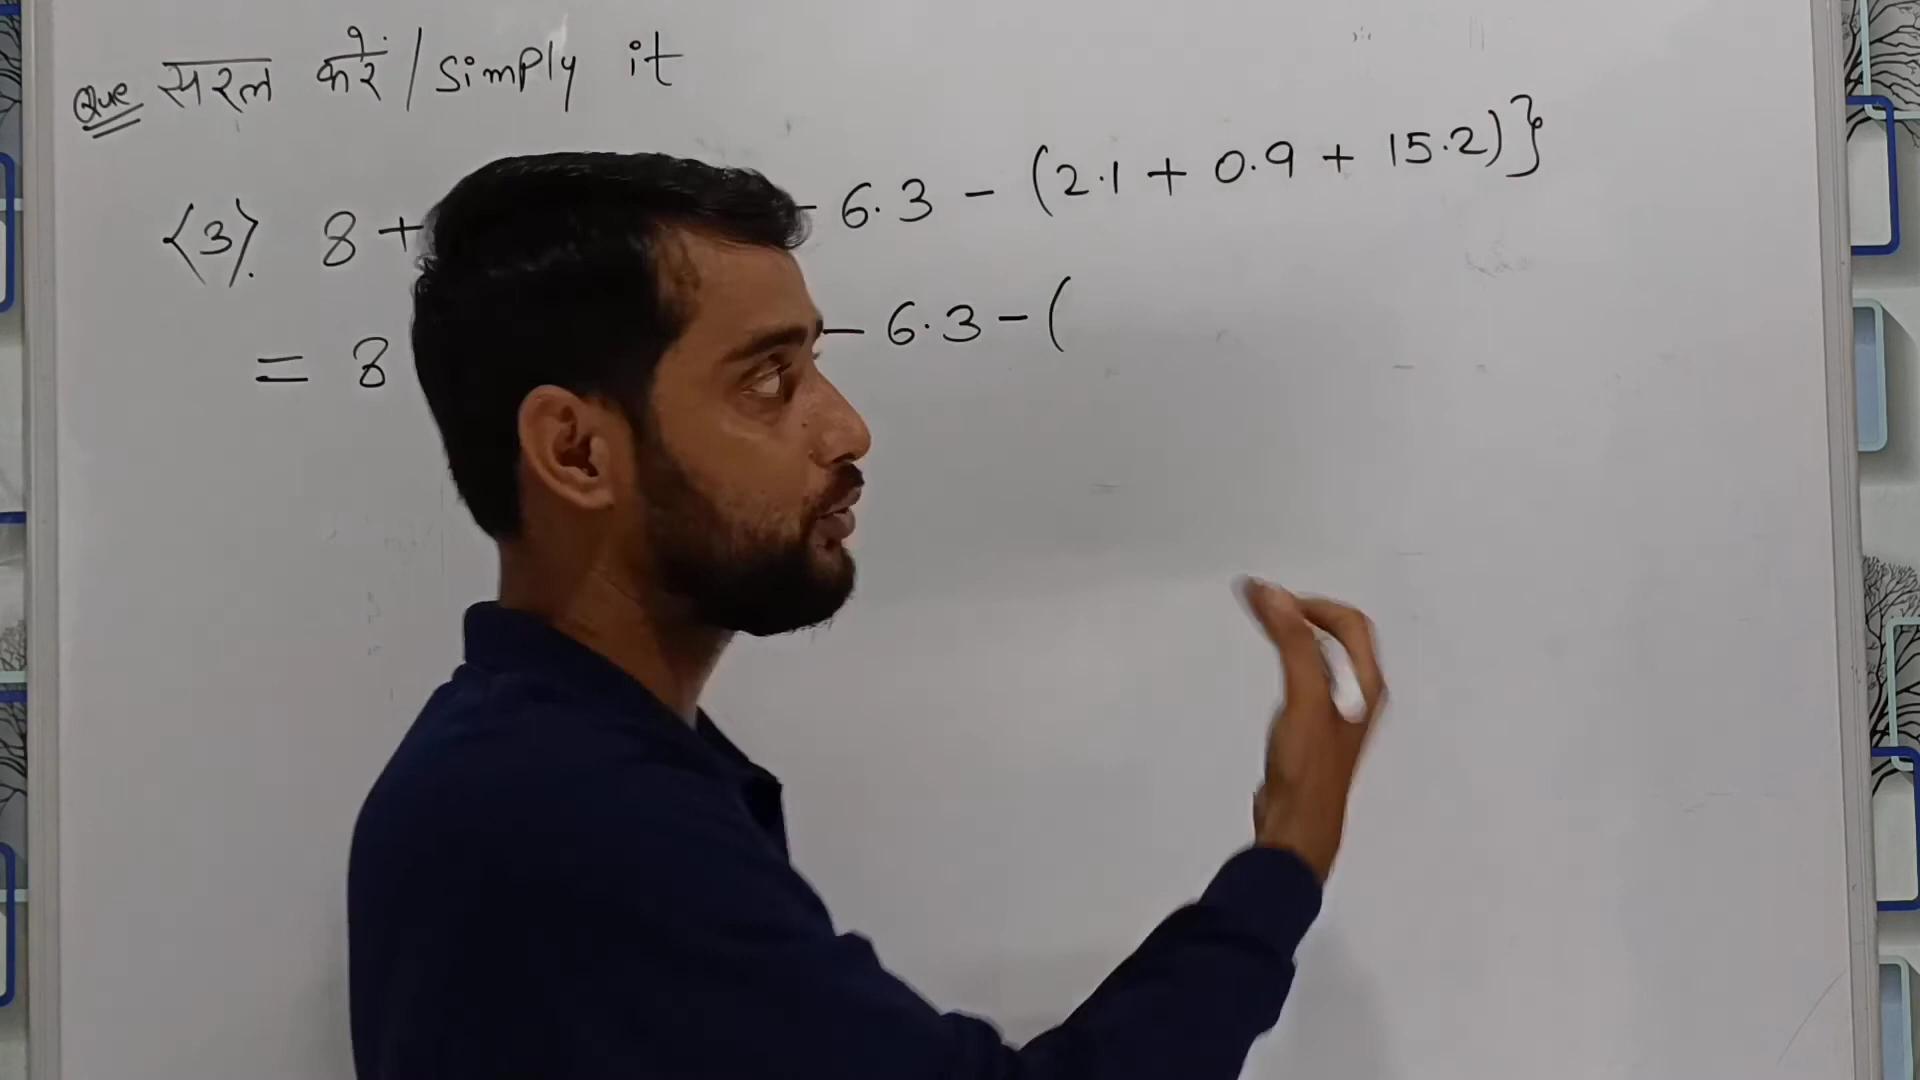 Que सरल करें / Simply it
<3>. 8 + - 6.3 - (2.1 + 0.9 + 15.2)}
= 8 - 6.3 - (